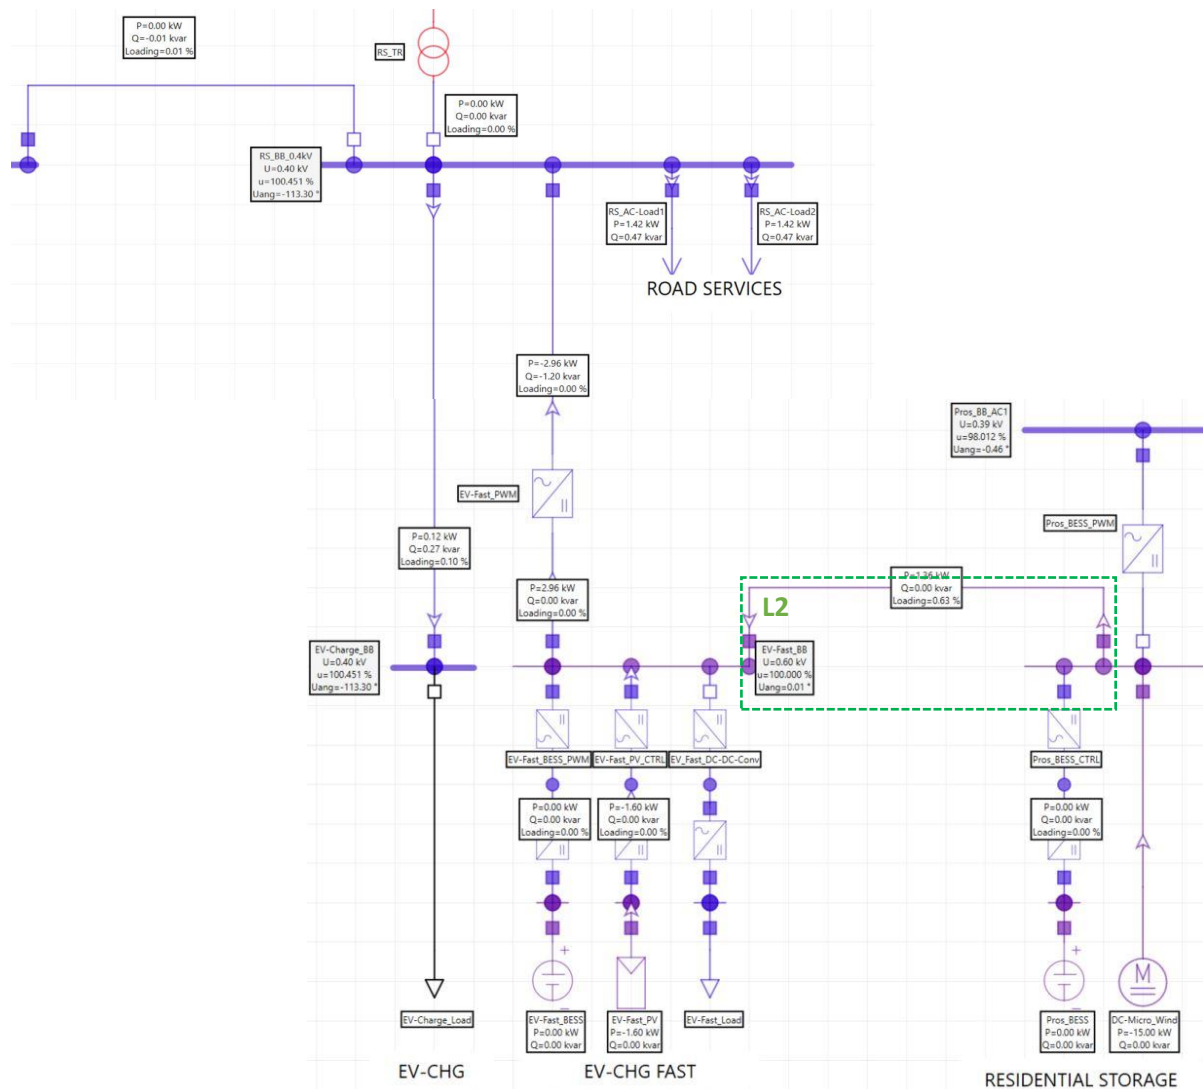 P=0.00 kW
Q=-0.01 kvar
Loading=0.01 %
RS_TR
P=0.00 kW
Q=0.00 kvar
Loading=0.00 %
RS_BB_0.4kV
U=0.40 kV
u=100.451 %
Uang=-113.30 °
RS_AC-Load1
P=1.42 kW
Q=0.47 kvar
RS_AC-Load2
P=1.42 kW
Q=0.47 kvar
ROAD SERVICES
P=-2.96 kW
Q=-1.20 kvar
Loading=0.00 %
Pros_BB_AC1
U=0.39 kV
u=98.012 %
Uang=-0.46 °
EV-Fast_PWM
Pros_BESS_PWM
P=0.12 kW
Q=0.27 kvar
Loading=0.10 %
P=2.96 kW
Q=0.00 kvar
Loading=0.00 %
P=1.36 kW
Q=0.00 kvar
Loading=0.63 %
L2
EV-Charge_BB
U=0.40 kV
u=100.451 %
Uang=-113.30 °
EV-Fast_BB
U=0.60 kV
u=100.000 %
Uang=0.01 °
EV-Fast_BESS_PWM
EV-Fast_PV_CTRL
EV_Fast_DC-DC-Conv
Pros_BESS_CTRL
P=0.00 kW
Q=0.00 kvar
Loading=0.00 %
P=-1.60 kW
Q=0.00 kvar
Loading=0.00 %
P=0.00 kW
Q=0.00 kvar
Loading=0.00 %
+
+
M
EV-Charge_Load
EV-Fast_BESS
P=0.00 kW
Q=0.00 kvar
EV-Fast_PV
P=-1.60 kW
Q=0.00 kvar
EV-Fast_Load
Pros_BESS
P=0.00 kW
Q=0.00 kvar
DC-Micro_Wind
P=-15.00 kW
Q=0.00 kvar
EV-CHG
EV-CHG FAST
RESIDENTIAL STORAGE